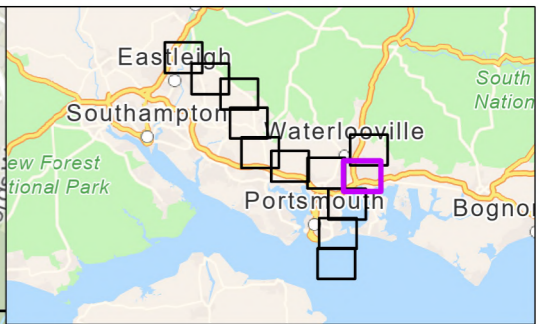 Eastleigh
South
Nation
Southampton
Waterlooville
ew Forest
tional Park
Portsmouth
Bognor